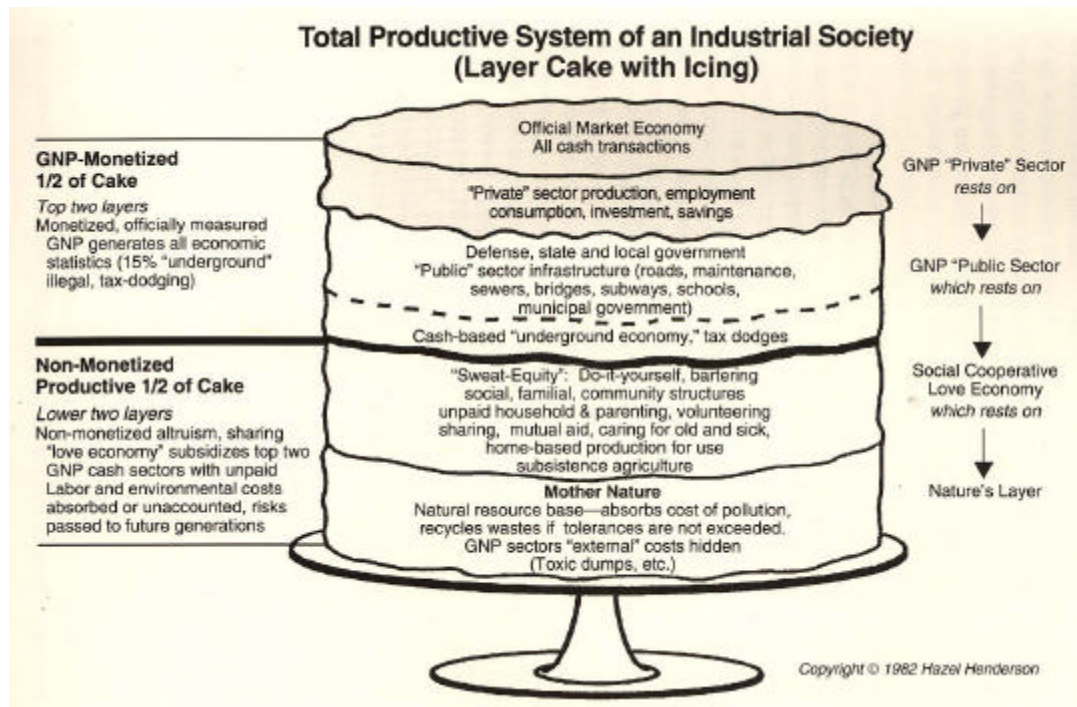 Total Productive System of an Industrial Society
(Layer Cake with Icing)
GNP-Monetized
1/2 of Cake
Top two layers
Monetized, officially measured
GNP generates all economic
statistics (15% "underground"
illegal, tax-dodging)
Non-Monetized
Productive 1/2 of Cake
Lower two layers
Non-monetized altruism, sharing
"love economy" subsidizes top two
GNP cash sectors with unpaid
Labor and environmental costs
absorbed or unaccounted, risks
passed to future generations
Official Market Economy
All cash transactions
"Private" sector production, employment
consumption, investment, savings
Defense, state and local government
"Public" sector infrastructure (roads, maintenance,
sewers, bridges, subways, schools,
municipal government)
Cash-based "underground economy," tax dodges
"Sweat-Equity": Do-it-yourself, bartering
social, familial, community structures
unpaid household & parenting, volunteering
sharing, mutual aid, caring for old and sick,
home-based production for use
subsistence agriculture
Mother Nature
Natural resource base—absorbs cost of pollution,
recycles wastes if tolerances are not exceeded.
GNP sectors "external" costs hidden
(Toxic dumps, etc.)
GNP "Private" Sector
rests on
GNP "Public Sector
which rests on
Social Cooperative
Love Economy
which rests on
Nature's Layer
Copyright © 1982 Hazel Henderson